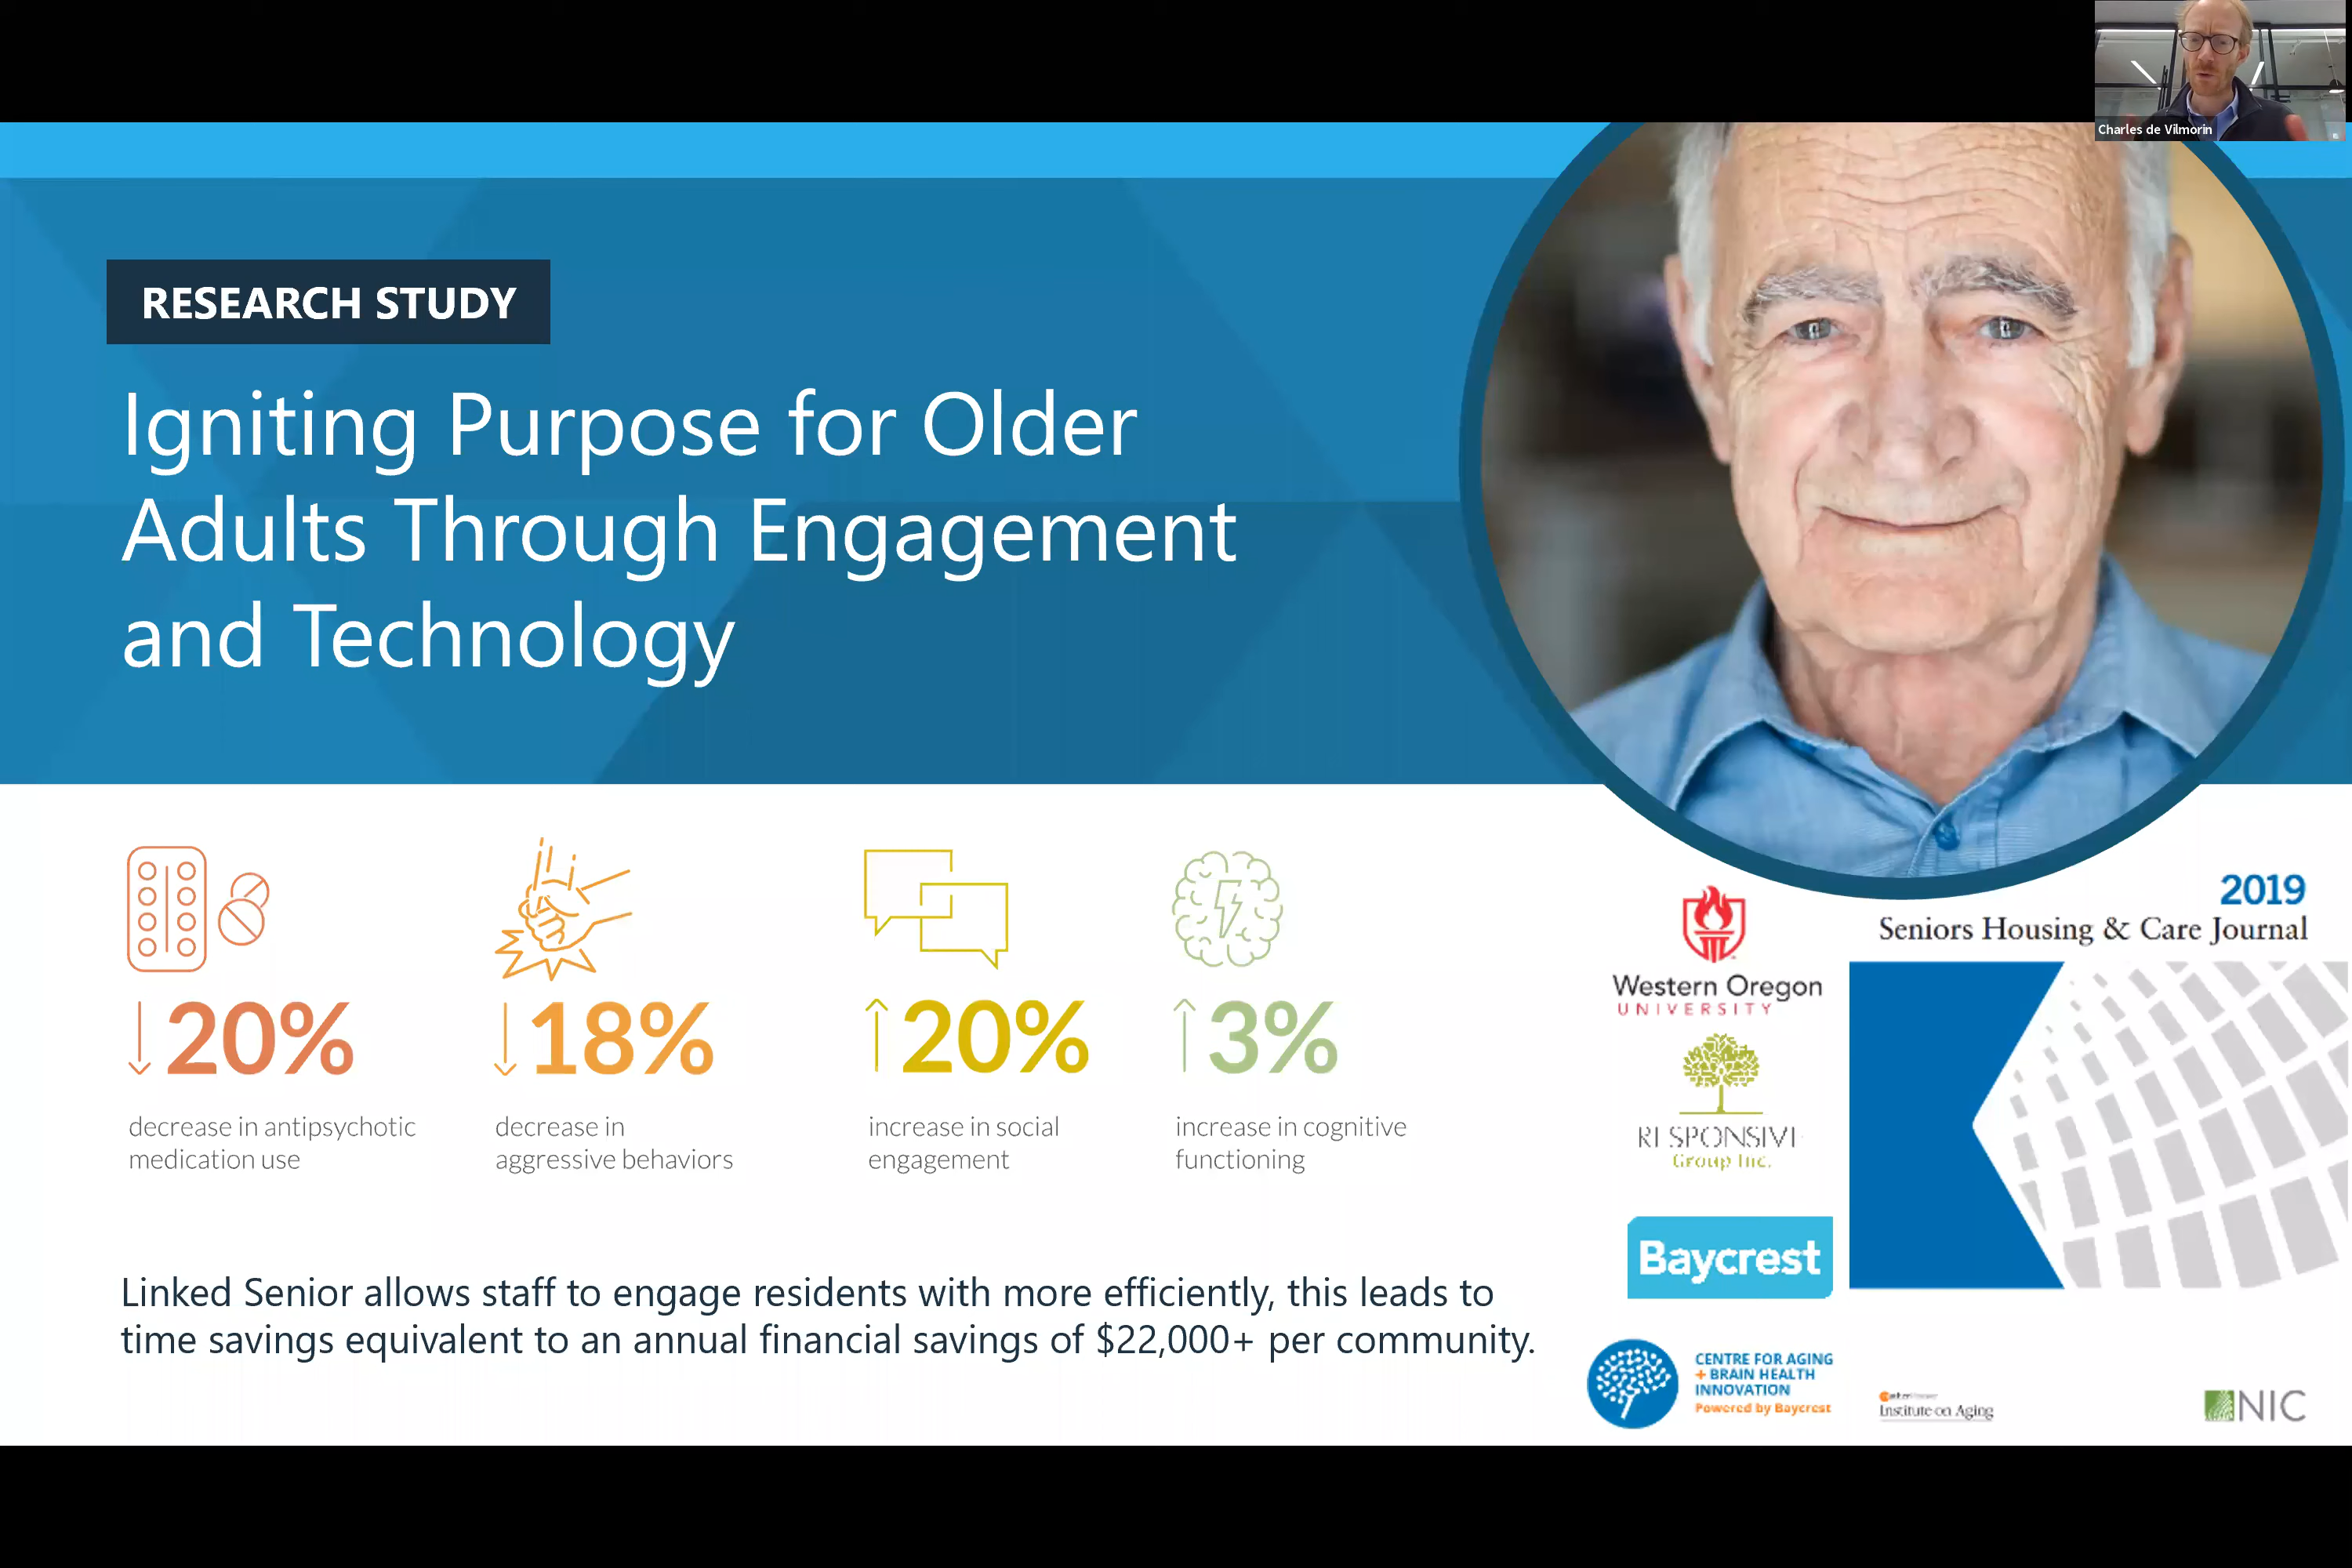 Charles de Vilmorin
RESEARCH STUDY
Igniting Purpose for Older
Adults Through Engagement
and Technology
↓20%
decrease in antipsychotic
medication use
↓18%
decrease in
aggressive behaviors
↑20%
increase in social
engagement
↑3%
increase in cognitive
functioning
Linked Senior allows staff to engage residents with more efficiently, this leads to
time savings equivalent to an annual financial savings of $22,000+ per community.
Western Oregon
UNIVERSITY
RESPONSIVE
Group Inc.
Baycrest
CENTRE FOR AGING
+ BRAIN HEALTH
INNOVATION
Powered by Baycrest
2019
Seniors Housing & Care Journal
Institute on Aging
NIC